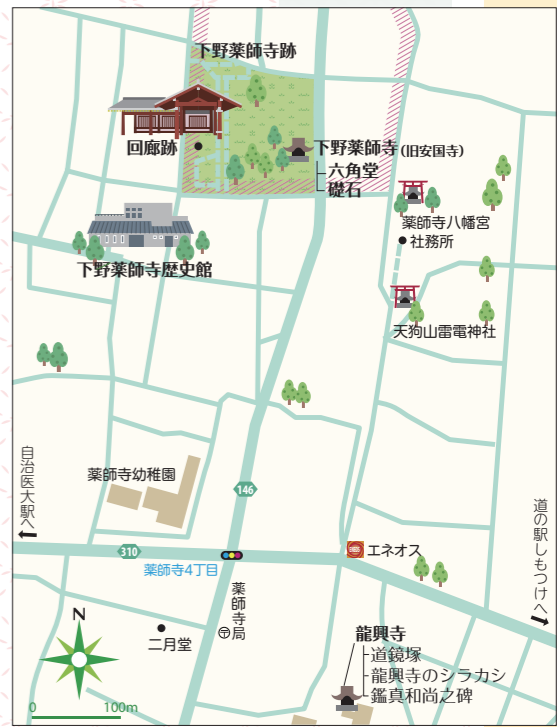 下野薬師寺跡
回廊跡
下野薬師寺(旧安国寺)
六角堂
礎石
薬師寺八幡宮
社務所
下野薬師寺歴史館
天狗山雷電神社
薬師寺幼稚園
146
自治医大駅へ
310
薬師寺4丁目
エネオス
道の駅しもつけへ
薬師寺局
二月堂
龍興寺
道鏡塚
龍興寺のシラカシ
鑑真和尚之碑
N
0 100m